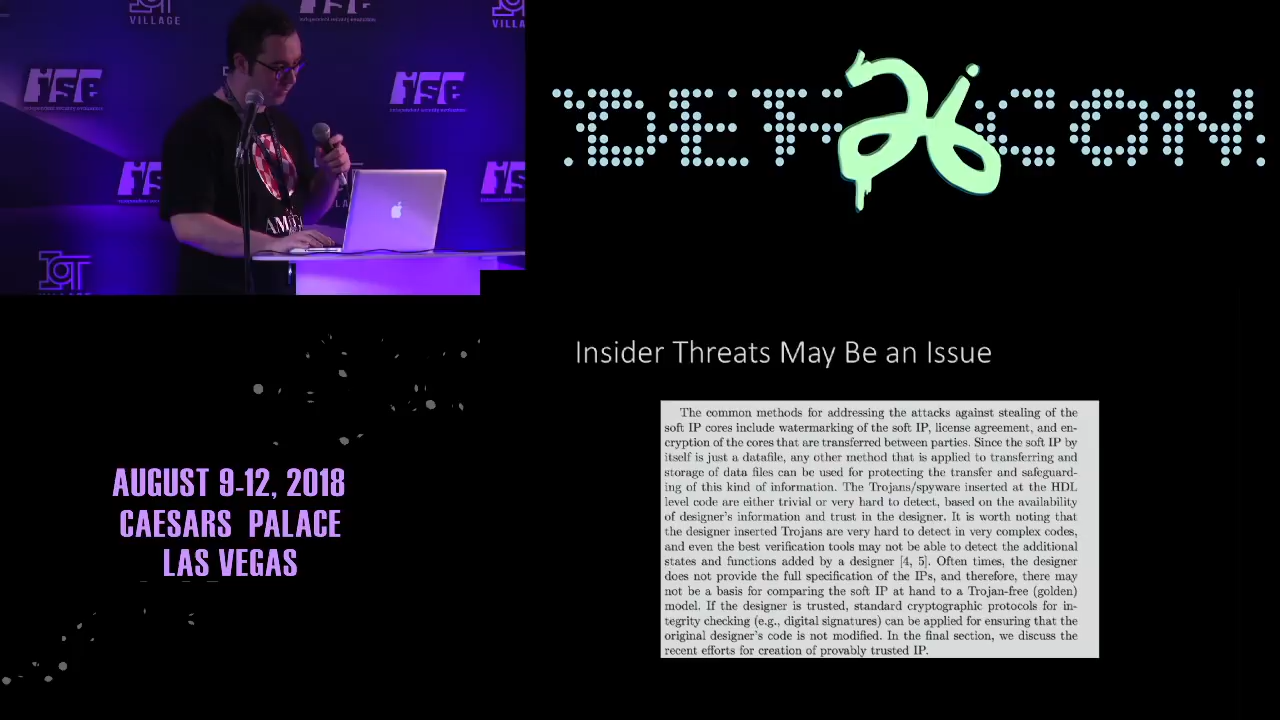 VILLAGE
ise
ise
ise
ise
IOT
VILLAGE
DEF CON
26
Insider Threats May Be an Issue
The common methods for addressing the attacks against stealing of the
soft IP cores include watermarking of the soft IP, license agreement, and en-
cryption of the cores that are transferred between parties. Since the soft IP by
itself is just a datafile, any other method that is applied to transferring and
storage of data files can be used for protecting the transfer and safeguard-
ing of this kind of information. The Trojans/spyware inserted at the HDL
level code are either trivial or very hard to detect, based on the availability
of designer's information and trust in the designer. It is worth noting that
the designer inserted Trojans are very hard to detect in very complex codes,
and even the best verification tools may not be able to detect the additional
states and functions added by a designer [4, 5]. Often times, the designer
does not provide the full specification of the IPs, and therefore, there may
not be a basis for comparing the soft IP at hand to a Trojan-free (golden)
model. If the designer is trusted, standard cryptographic protocols for in-
tegrity checking (e.g., digital signatures) can be applied for ensuring that the
original designer's code is not modified. In the final section, we discuss the
recent efforts for creation of provably trusted IP.
AUGUST 9-12, 2018
CAESARS PALACE
LAS VEGAS